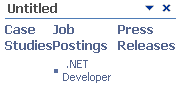 Untitled
Case Studies
Job Postings
Press Releases
.NET Developer